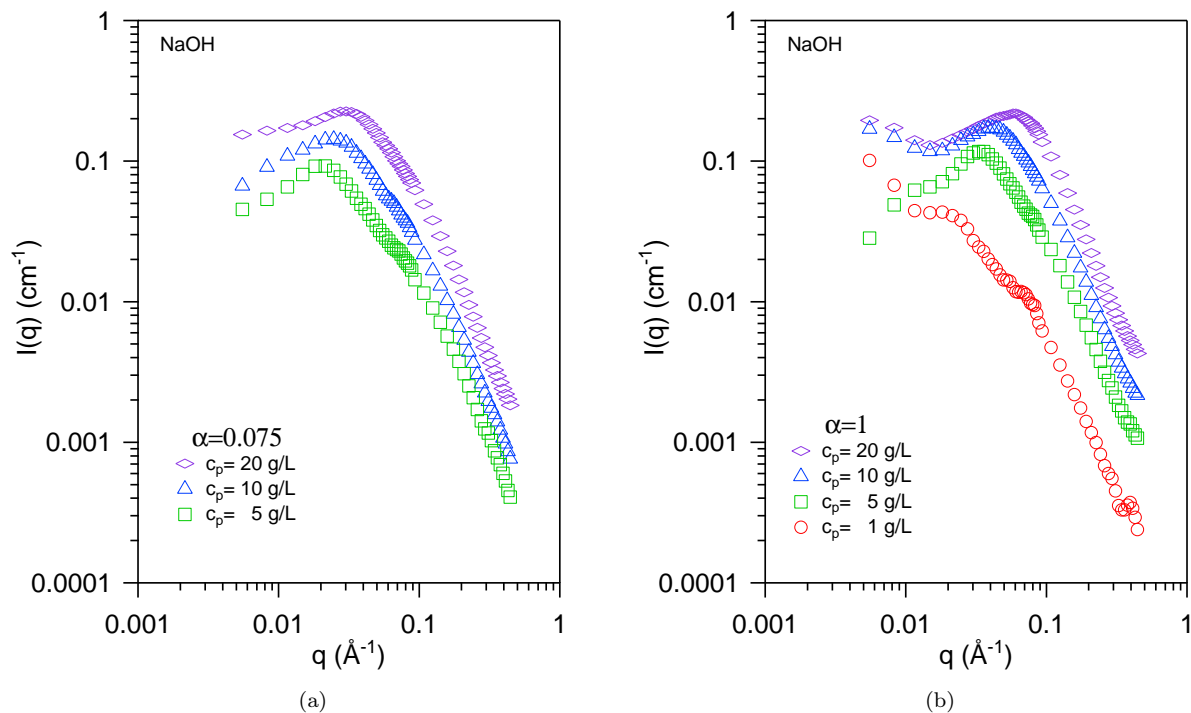 1
0.1
0.01
0.001
0.0001
I(q) (cm⁻¹)
NaOH
α=0.075
cₚ= 20 g/L
cₚ= 10 g/L
cₚ= 5 g/L
0.001
0.01
0.1
1
q (Å⁻¹)
(a)
1
0.1
0.01
0.001
0.0001
I(q) (cm⁻¹)
NaOH
α=1
cₚ= 20 g/L
cₚ= 10 g/L
cₚ= 5 g/L
cₚ= 1 g/L
0.001
0.01
0.1
1
q (Å⁻¹)
(b)